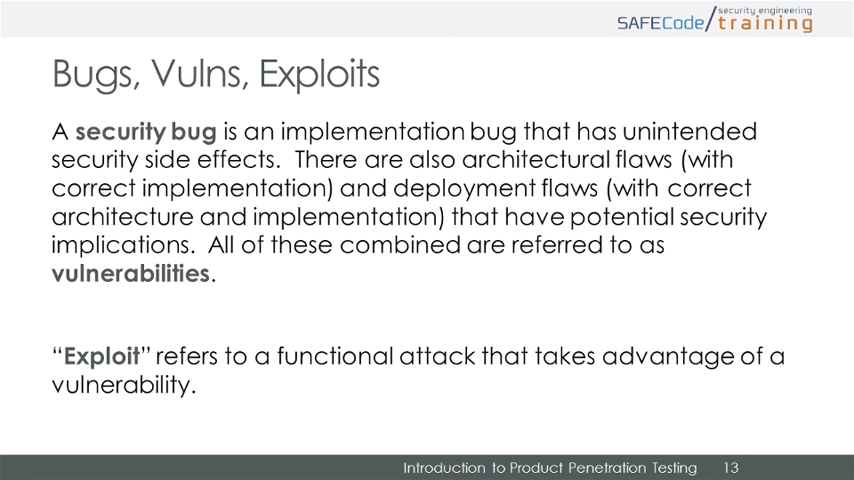 security engineering
SAFECode/training
Bugs, Vulns, Exploits
A security bug is an implementation bug that has unintended
security side effects. There are also architectural flaws (with
correct implementation) and deployment flaws (with correct
architecture and implementation) that have potential security
implications. All of these combined are referred to as
vulnerabilities.
“Exploit” refers to a functional attack that takes advantage of a
vulnerability.
Introduction to Product Penetration Testing 13